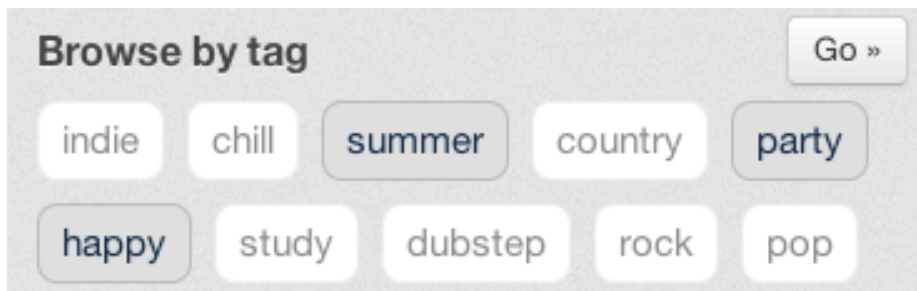 Browse by tag Go »
indie chill summer country party
happy study dubstep rock pop